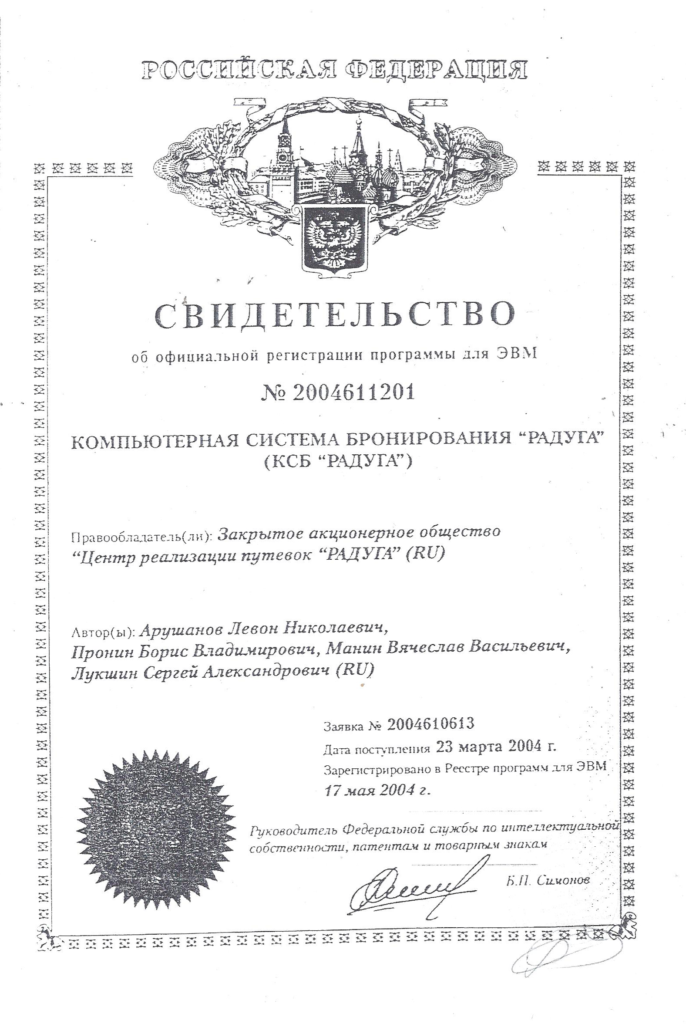 РОССИЙСКАЯ ФЕДЕРАЦИЯ
СВИДЕТЕЛЬСТВО
об официальной регистрации программы для ЭВМ
№ 2004611201
КОМПЬЮТЕРНАЯ СИСТЕМА БРОНИРОВАНИЯ “РАДУГА”
(КСБ “РАДУГА”)
Правообладатель(ли): Закрытое акционерное общество
“Центр реализации путевок “РАДУГА” (RU)
Автор(ы): Арушанов Левон Николаевич,
Пронин Борис Владимирович, Манин Вячеслав Васильевич,
Лукшин Сергей Александрович (RU)
Заявка № 2004610613
Дата поступления 23 марта 2004 г.
Зарегистрировано в Реестре программ для ЭВМ
17 мая 2004 г.
Руководитель Федеральной службы по интеллектуальной
собственности, патентам и товарным знакам
Б.П. Симонов